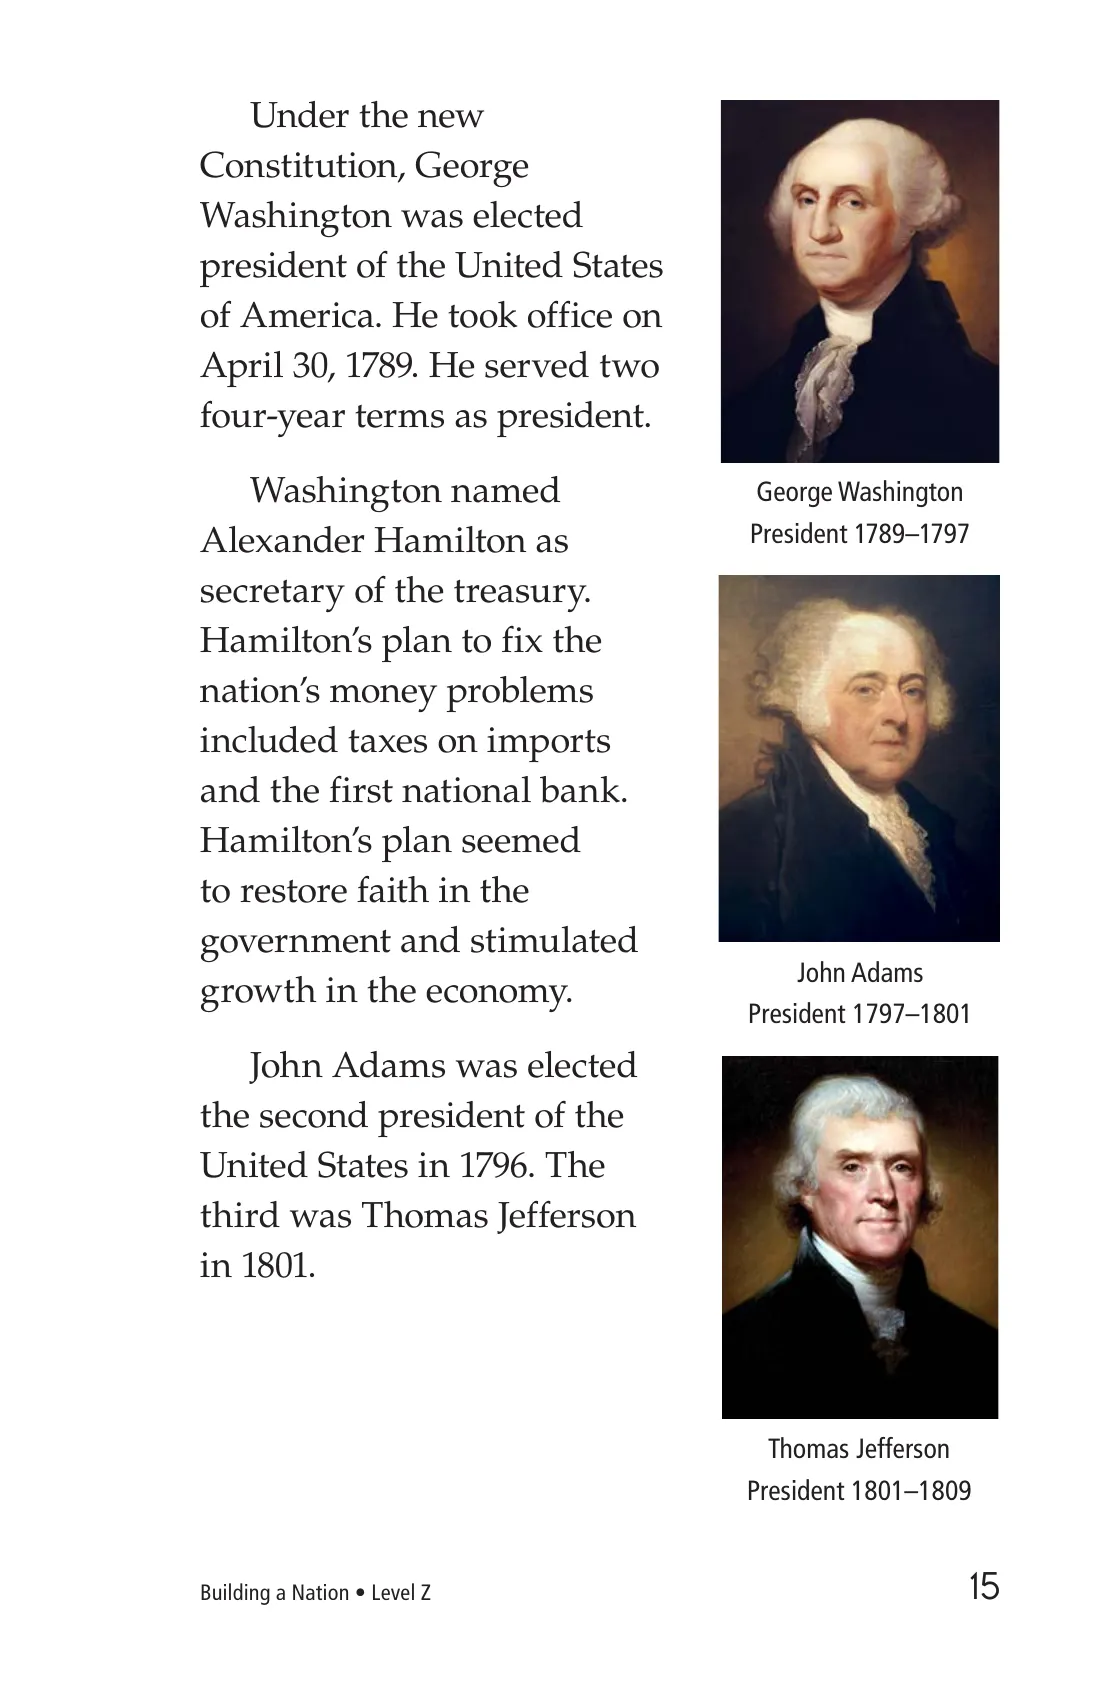 Under the new
Constitution, George
Washington was elected
president of the United States
of America. He took office on
April 30, 1789. He served two
four-year terms as president.
Washington named
Alexander Hamilton as
secretary of the treasury.
Hamilton’s plan to fix the
nation’s money problems
included taxes on imports
and the first national bank.
Hamilton’s plan seemed
to restore faith in the
government and stimulated
growth in the economy.
John Adams was elected
the second president of the
United States in 1796. The
third was Thomas Jefferson
in 1801.
George Washington
President 1789–1797
John Adams
President 1797–1801
Thomas Jefferson
President 1801–1809
Building a Nation • Level Z
15